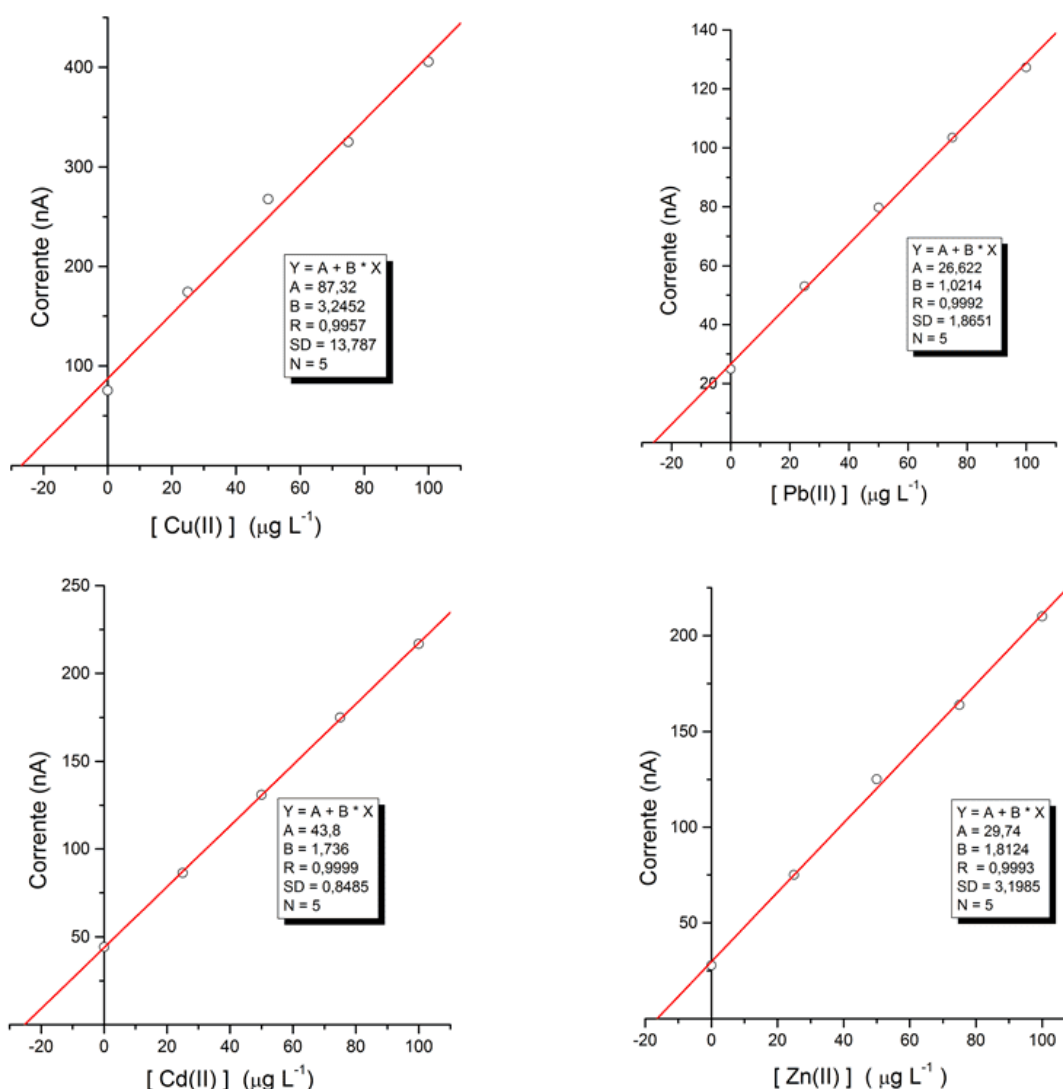 Corrente (nA)
400
300
200
100
-20 0 20 40 60 80 100
[ Cu(II) ] (μg L⁻¹)
Y = A + B * X
A = 87,32
B = 3,2452
R = 0,9957
SD = 13,787
N = 5
Corrente (nA)
140
120
100
80
60
40
20
-20 0 20 40 60 80 100
[ Pb(II) ] (μg L⁻¹)
Y = A + B * X
A = 26,622
B = 1,0214
R = 0,9992
SD = 1,8651
N = 5
Corrente (nA)
250
200
150
100
50
-20 0 20 40 60 80 100
[ Cd(II) ] (μg L⁻¹)
Y = A + B * X
A = 43,8
B = 1,736
R = 0,9999
SD = 0,8485
N = 5
Corrente (nA)
200
150
100
50
-20 0 20 40 60 80 100
[ Zn(II) ] ( μg L⁻¹)
Y = A + B * X
A = 29,74
B = 1,8124
R = 0,9993
SD = 3,1985
N = 5